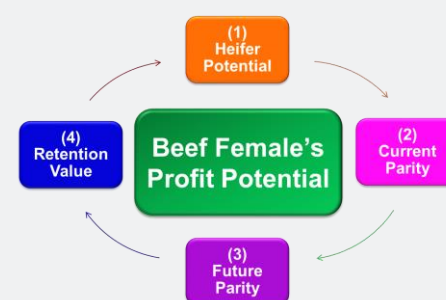 (1)
Heifer
Potential
Beef Female's
Profit Potential
(2)
Current
Parity
(3)
Future
Parity
(4)
Retention
Value